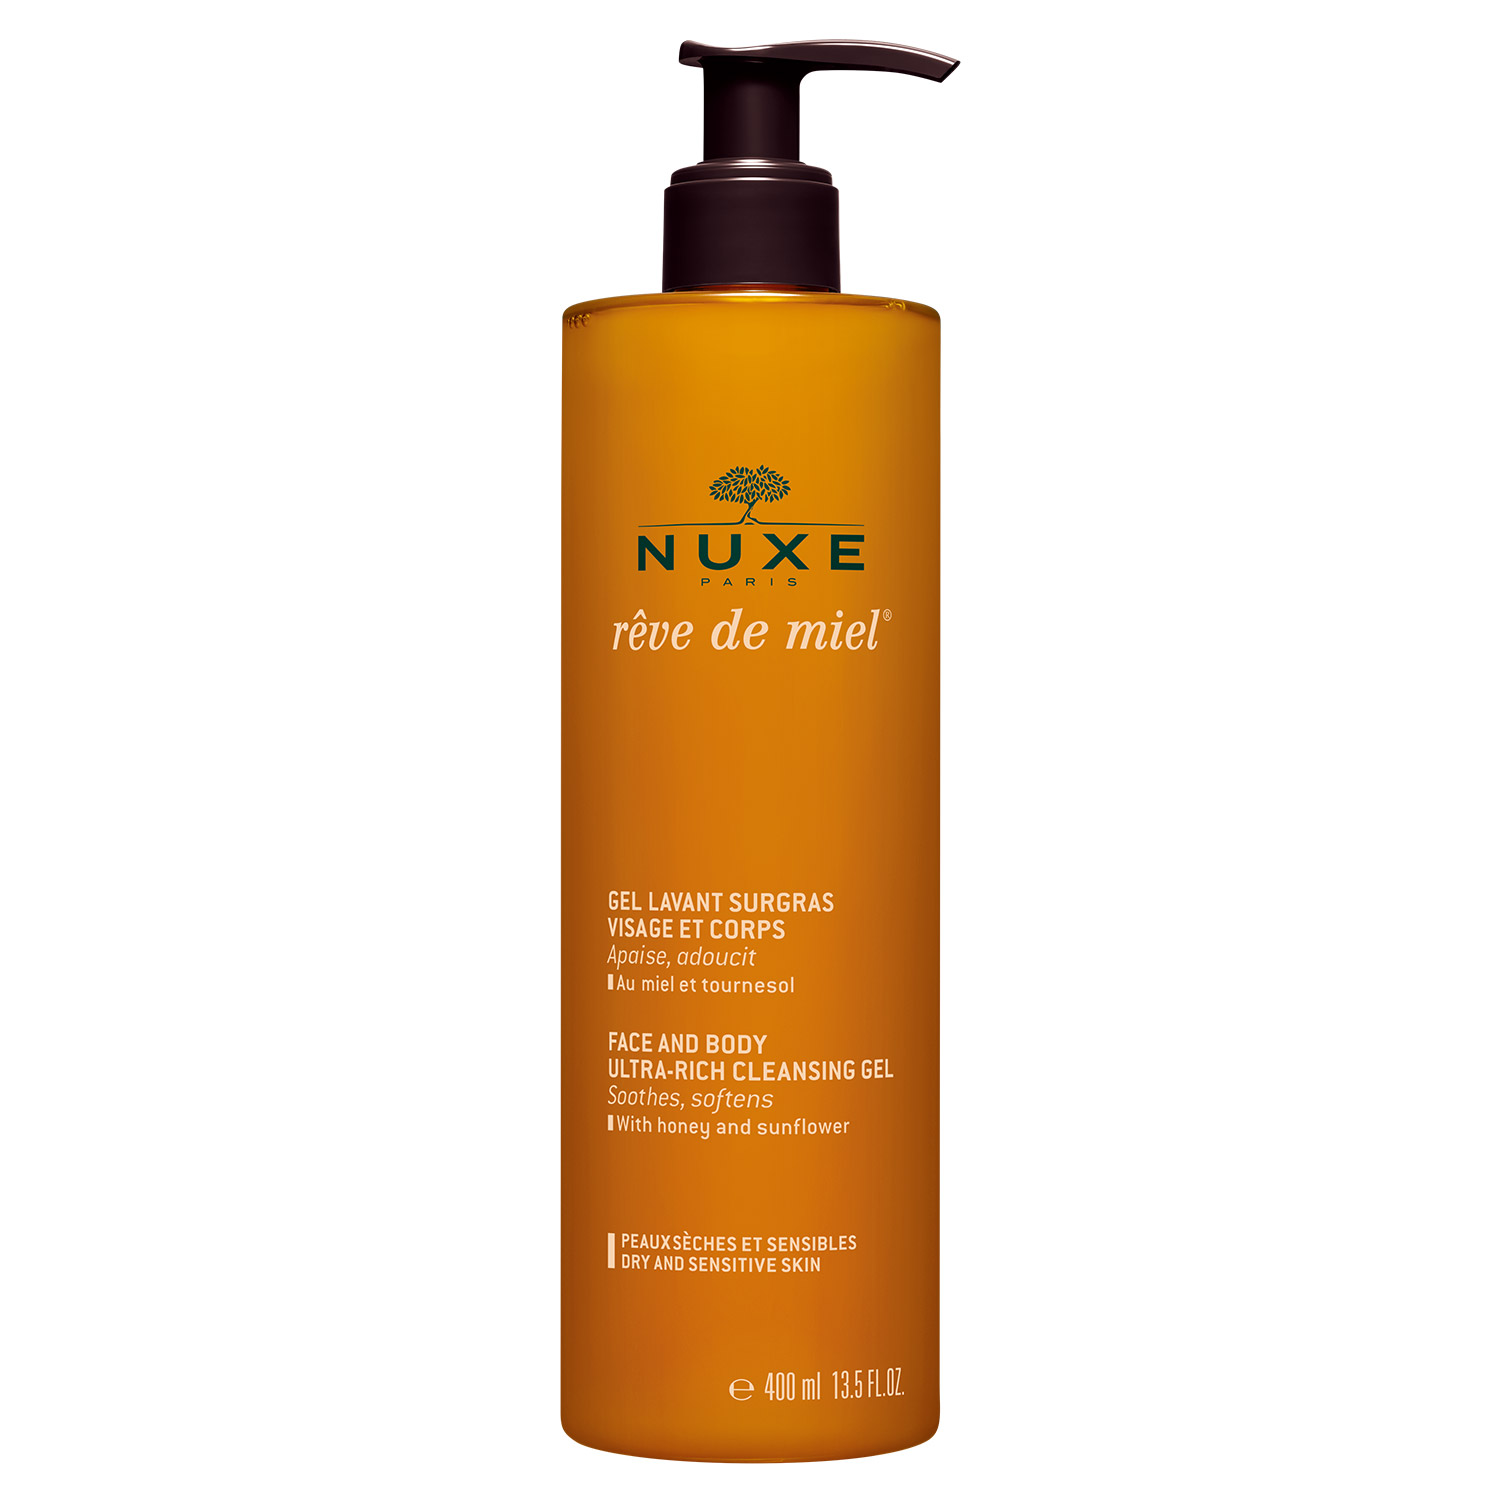 NUXE
PARIS
rêve de miel®
GEL LAVANT SURGRAS
VISAGE ET CORPS
Apaise, adoucit
Au miel et tournesol
FACE AND BODY
ULTRA-RICH CLEANSING GEL
Soothes, softens
With honey and sunflower
PEAUX SÈCHES ET SENSIBLES
DRY AND SENSITIVE SKIN
℮ 400 ml 13.5 FL.OZ.